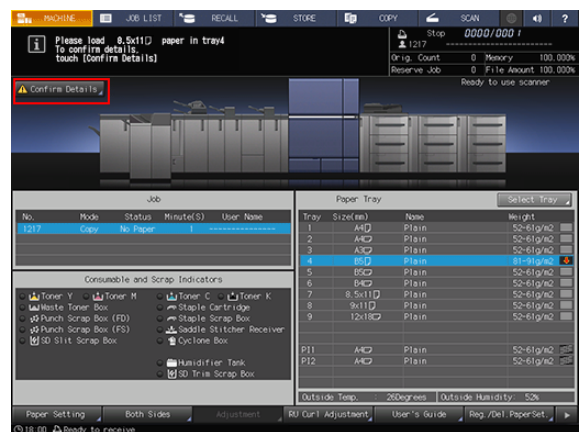 MACHINE JOB LIST RECALL STORE COPY SCAN ?
Please load 8.5x11 paper in tray4
To confirm details,
touch [Confirm Details]
Stop 0000/000
1217 --------------------
Orig. Count 0 Memory 100.000%
Reserve Job 0 File Amount 100.000%
Confirm Details
Ready to use scanner
Job
No. Mode Status Minute(S) User Name
1217 Copy No Paper 1 --------------
Consumable and Scrap Indicators
Toner Y Toner M Toner C Toner K
Waste Toner Box Staple Cartridge
Punch Scrap Box (FD) Staple Scrap Box
Punch Scrap Box (FS) Saddle Stitcher Receiver
SD Slit Scrap Box Cyclone Box
Humidifier Tank
SD Trim Scrap Box
Paper Tray Select Tray
Tray Size(mm) Name Weight
1 A4 Plain 52-61g/m2
2 A4 Plain 52-61g/m2
3 A3 Plain 52-61g/m2
4 B5 Plain 81-91g/m2
5 B5 Plain 52-61g/m2
6 B4 Plain 52-61g/m2
7 8.5x11 Plain 52-61g/m2
8 9x11 Plain 52-61g/m2
9 12x18 Plain 52-61g/m2
PI1 A4 Plain 52-61g/m2
PI2 A4 Plain 52-61g/m2
Outside Temp. : 26Degrees Outside Humidity: 52%
Paper Setting Both Sides Adjustment RU Curl Adjustment User's Guide Reg./Del.PaperSet.
18:00 Ready to receive